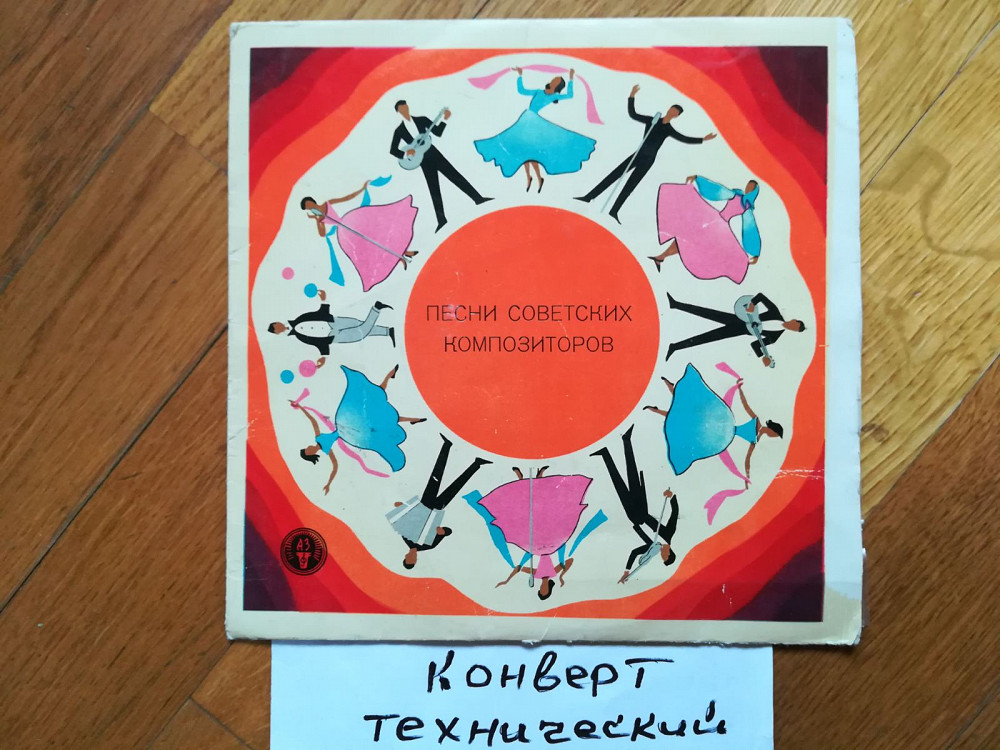 ПЕСНИ СОВЕТСКИХ
КОМПОЗИТОРОВ
Конверт
технический